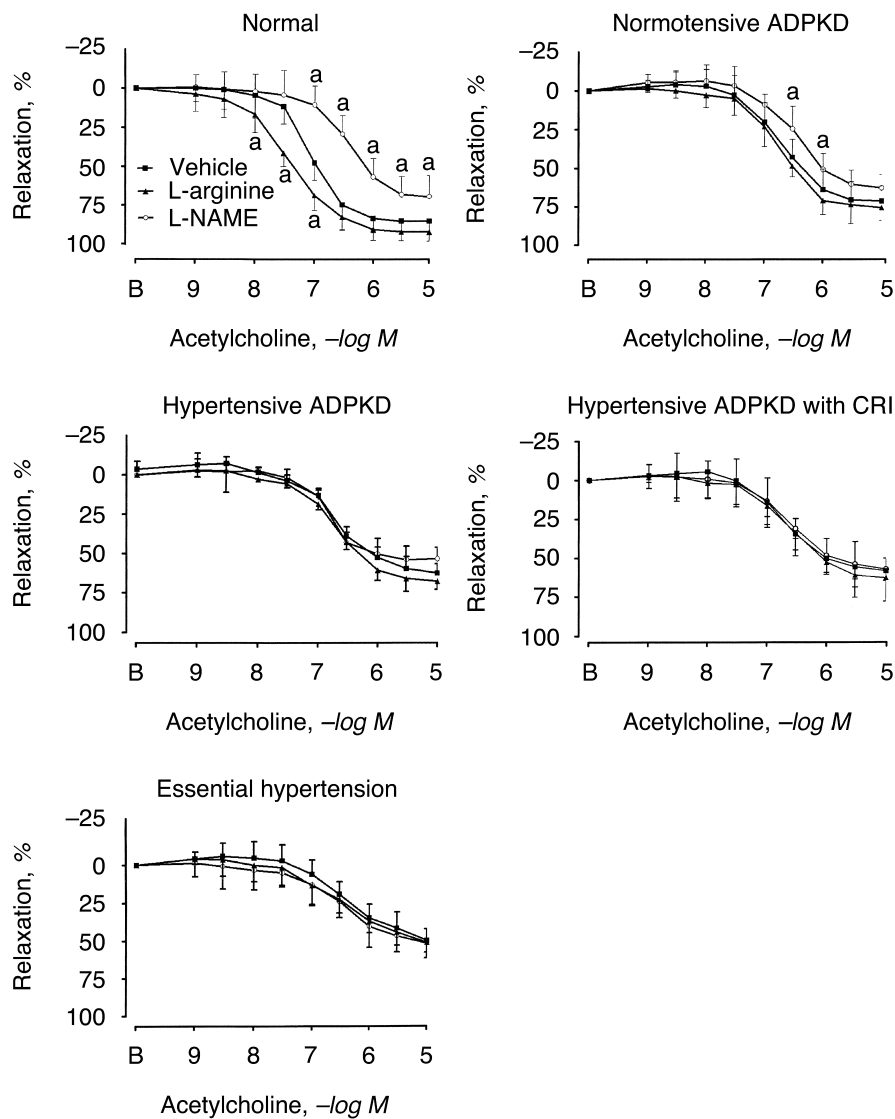 Normal
Relaxation, %
–25
0
25
50
75
100
a
a
a
a
a
a
a
a
Vehicle
L-arginine
L-NAME
B 9 8 7 6 5
Acetylcholine, –log M
Normotensive ADPKD
Relaxation, %
–25
0
25
50
75
100
a
a
B 9 8 7 6 5
Acetylcholine, –log M
Hypertensive ADPKD
Relaxation, %
–25
0
25
50
75
100
B 9 8 7 6 5
Acetylcholine, –log M
Hypertensive ADPKD with CRI
Relaxation, %
–25
0
25
50
75
100
B 9 8 7 6 5
Acetylcholine, –log M
Essential hypertension
Relaxation, %
–25
0
25
50
75
100
B 9 8 7 6 5
Acetylcholine, –log M